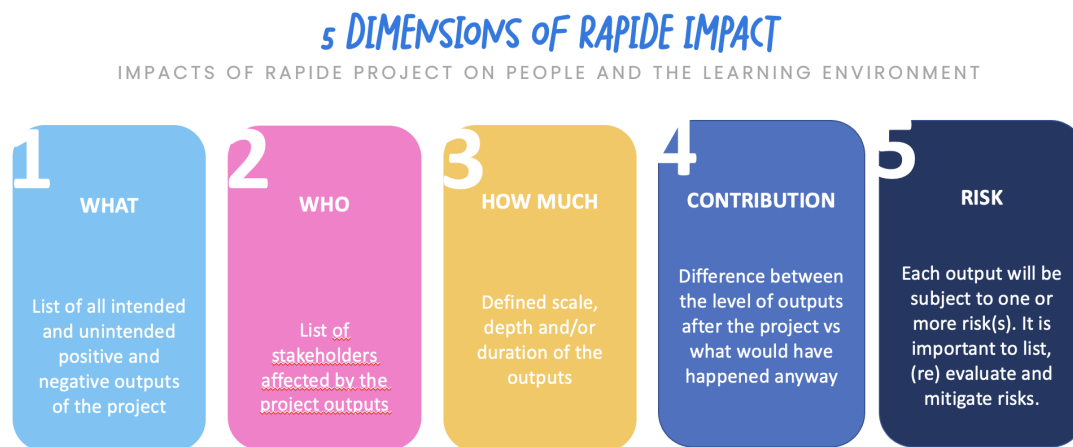 5 DIMENSIONS OF RAPIDE IMPACT
IMPACTS OF RAPIDE PROJECT ON PEOPLE AND THE LEARNING ENVIRONMENT
1
WHAT
List of all intended
and unintended
positive and
negative outputs
of the project
2
WHO
List of
stakeholders
affected by the
project outputs
3
HOW MUCH
Defined scale,
depth and/or
duration of the
outputs
4
CONTRIBUTION
Difference between
the level of outputs
after the project vs
what would have
happened anyway
5
RISK
Each output will be
subject to one or
more risk(s). It is
important to list,
(re) evaluate and
mitigate risks.